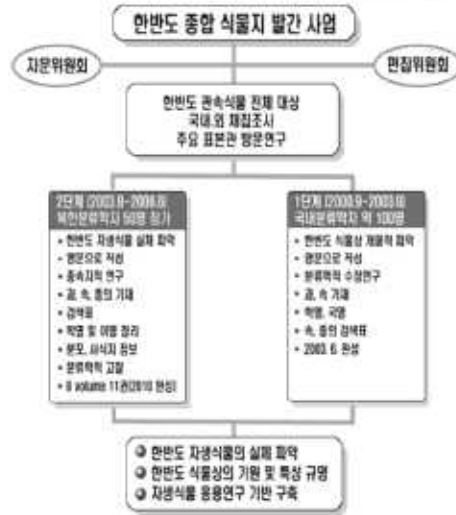 한반도 종합 식물지 발간 사업
자문위원회
편집위원회
한반도 관속식물 전체 대상
국내.외 채집조사
주요 표본관 방문연구
2단계 (2003.9~2008.8)
북한분류학자 50명 참가
• 한반도 자생식물 실체 파악
• 영문으로 작성
• 종속지적 연구
• 과, 속, 종의 기재
• 검색표
• 학명 및 이명 정리
• 분포, 서식지 정보
• 분류학적 고찰
• 8 volume 11권(2010 완성)
1단계 (2000.9~2003.8)
국내분류학자 약 100명
• 한반도 식물상 재물적 파악
• 영문으로 작성
• 분류학적 수정연구
• 과, 속 기재
• 학명, 국명
• 속, 종의 검색표
• 2003. 6. 완성
한반도 자생식물의 실체 파악
한반도 식물상의 기원 및 특성 규명
자생식물 응용연구 기반 구축